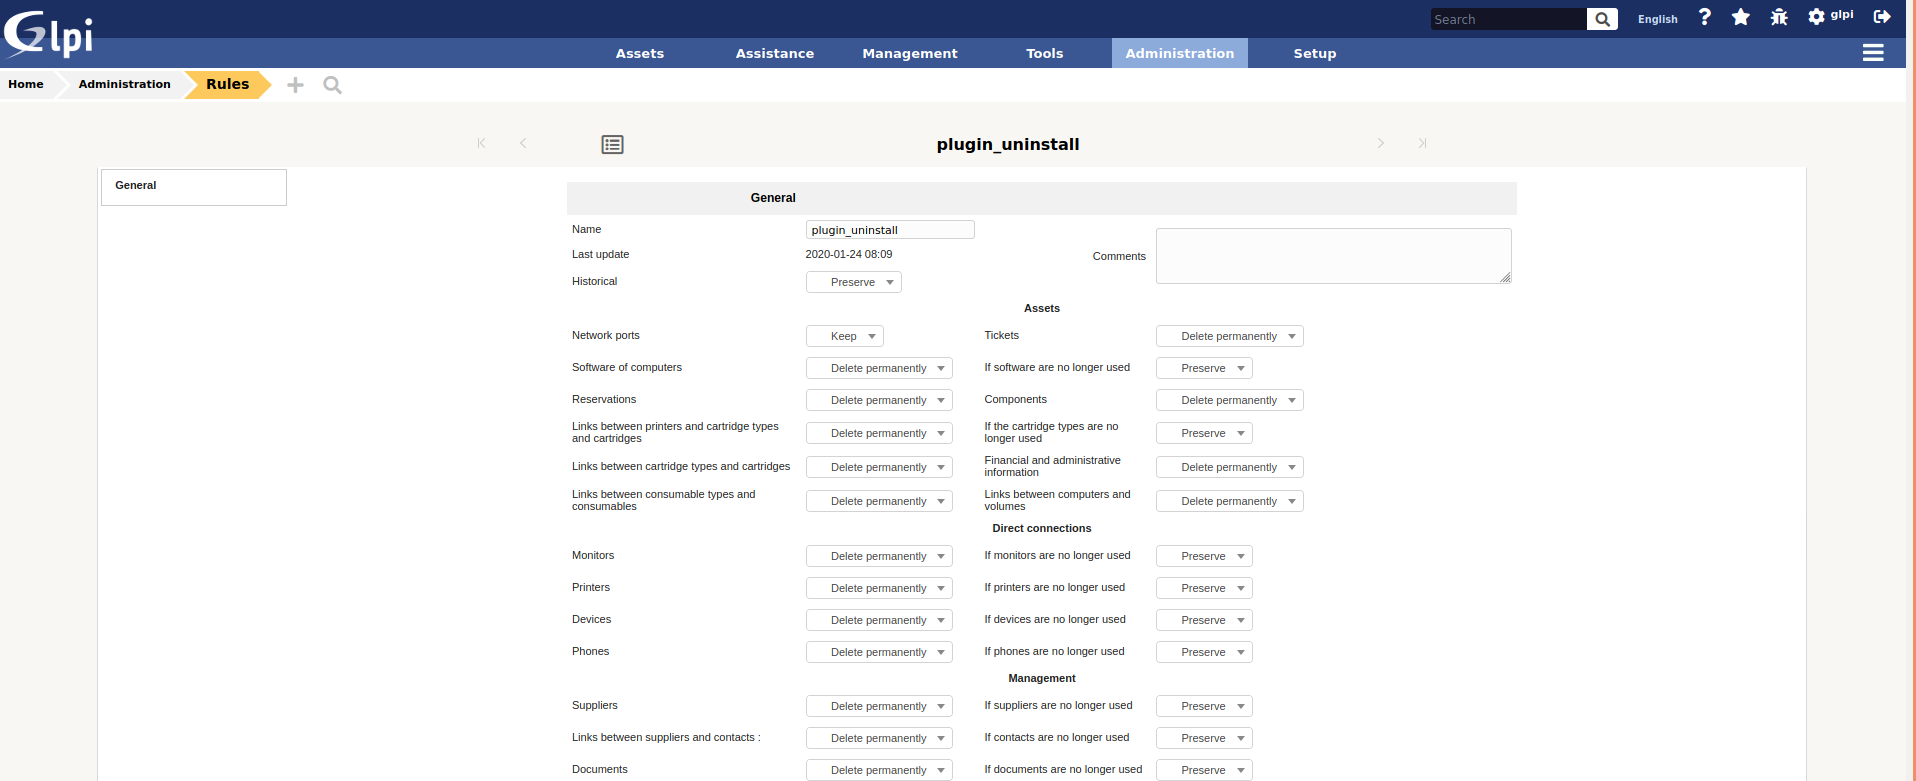 Glpi
Search
English
glpi
Assets Assistance Management Tools Administration Setup
Home Administration Rules
plugin_uninstall
General
General
Name plugin_uninstall
Last update 2020-01-24 08:09
Comments
Historical Preserve
Assets
Network ports Keep Tickets Delete permanently
Software of computers Delete permanently If software are no longer used Preserve
Reservations Delete permanently Components Delete permanently
Links between printers and cartridge types
and cartridges
Delete permanently
If the cartridge types are no
longer used
Preserve
Links between cartridge types and cartridges Delete permanently
Financial and administrative
information
Delete permanently
Links between consumable types and
consumables
Delete permanently
Links between computers and
volumes
Delete permanently
Direct connections
Monitors Delete permanently If monitors are no longer used Preserve
Printers Delete permanently If printers are no longer used Preserve
Devices Delete permanently If devices are no longer used Preserve
Phones Delete permanently If phones are no longer used Preserve
Management
Suppliers Delete permanently If suppliers are no longer used Preserve
Links between suppliers and contacts : Delete permanently If contacts are no longer used Preserve
Documents Delete permanently If documents are no longer used Preserve